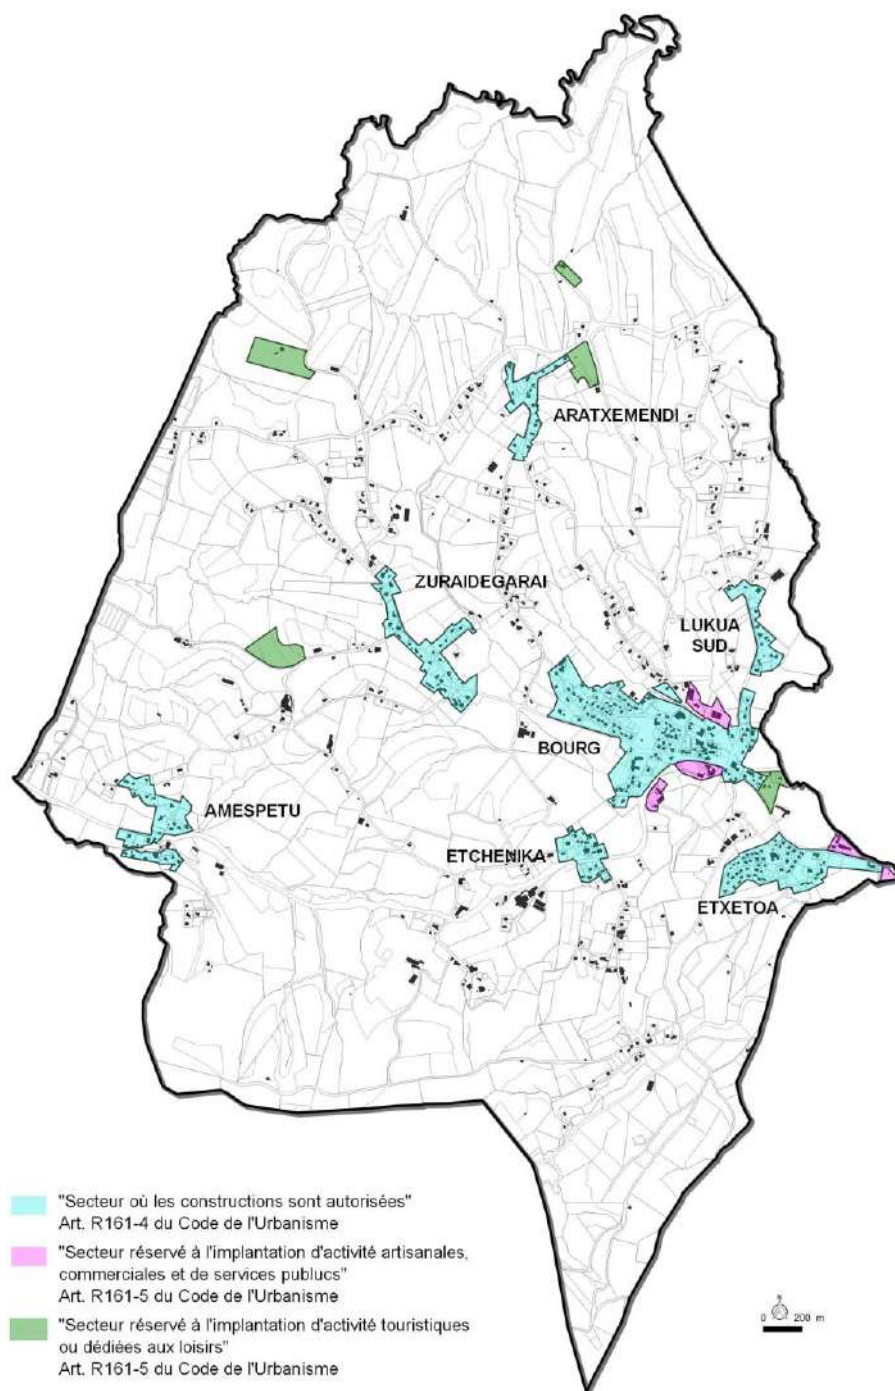 ARATXEMENDI
ZURAIDEGARAI
LUKUA
SUD
BOURG
AMESPETU
ETCHENIKA
ETXETOA
"Secteur où les constructions sont autorisées"
Art. R161-4 du Code de l'Urbanisme
"Secteur réservé à l'implantation d'activité artisanales,
commerciales et de services publucs"
Art. R161-5 du Code de l'Urbanisme
"Secteur réservé à l'implantation d'activité touristiques
ou dédiées aux loisirs"
Art. R161-5 du Code de l'Urbanisme
N
0 200 m